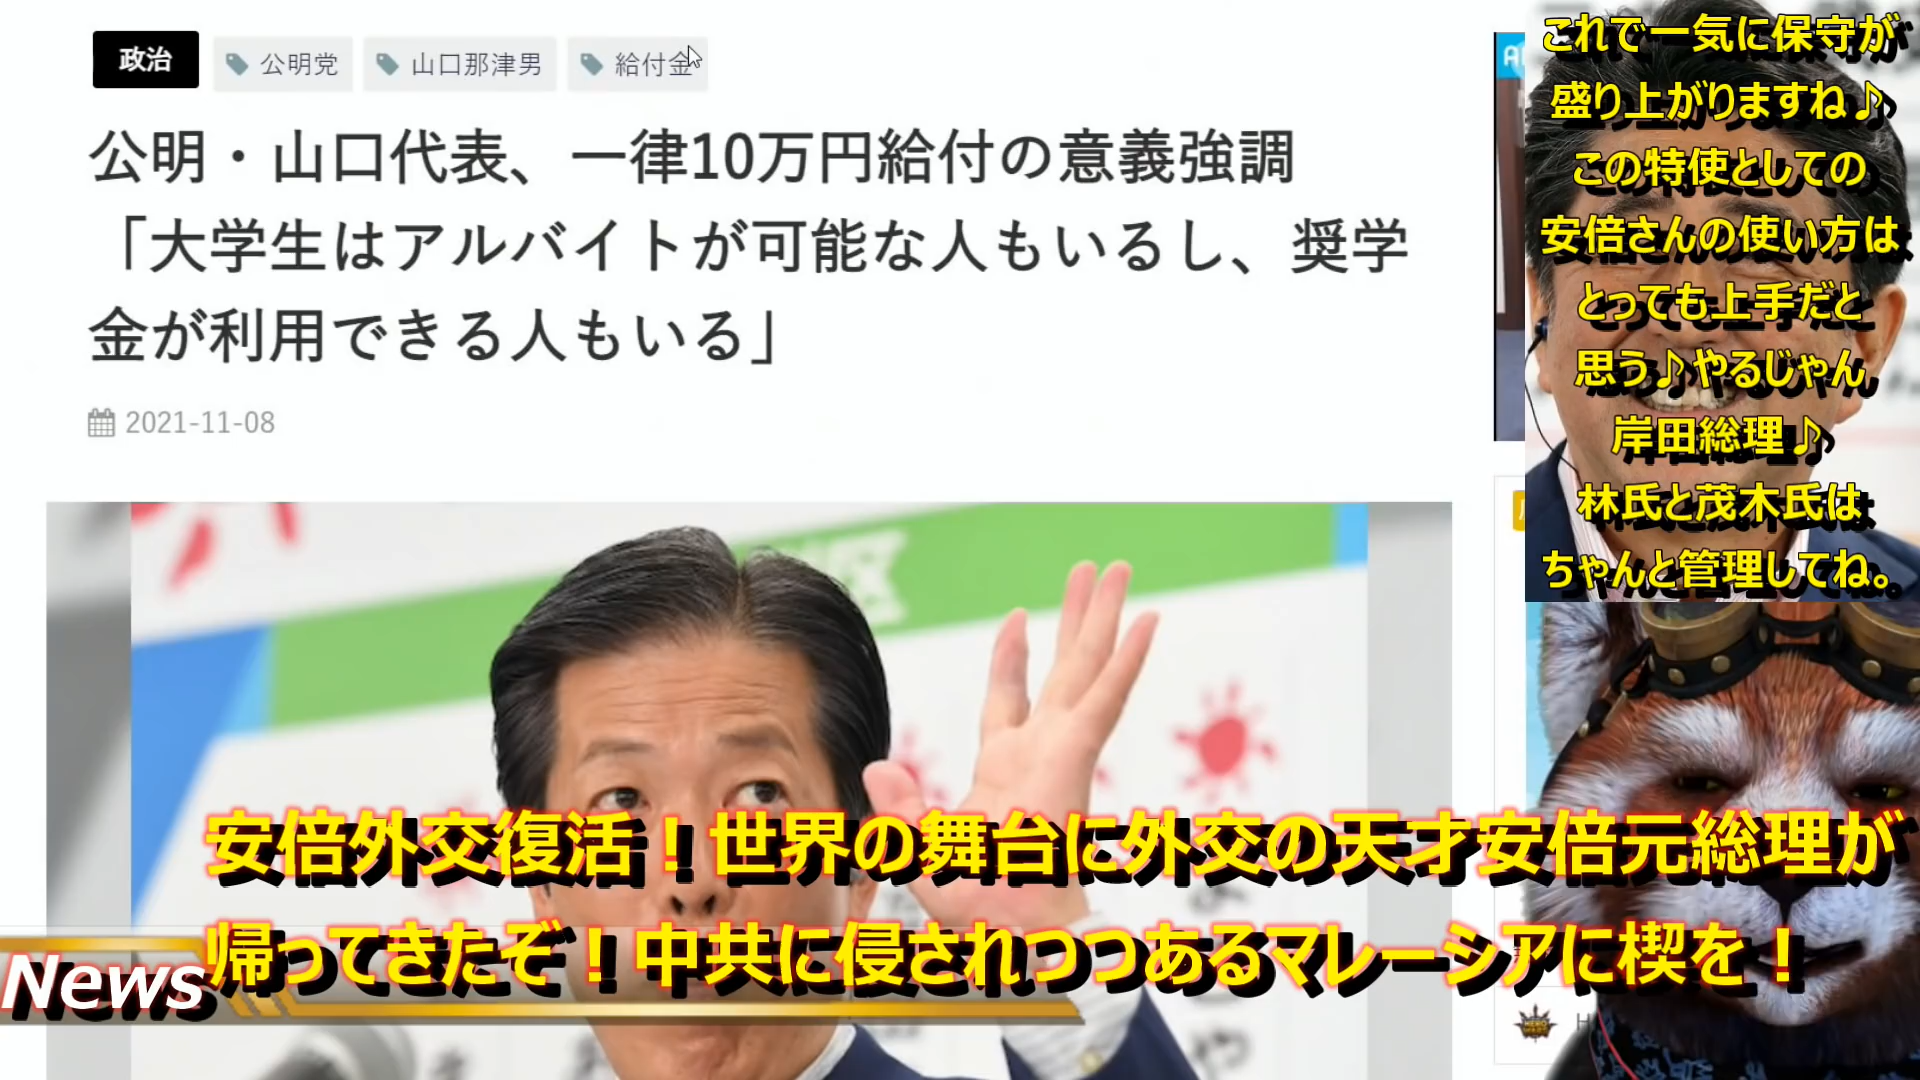 政治
公明党
山口那津男
給付金
公明・山口代表、一律10万円給付の意義強調
「大学生はアルバイトが可能な人もいるし、奨学
金が利用できる人もいる」
2021-11-08
これで一気に保守が
盛り上がりますね♪
この特使としての
安倍さんの使い方は
とっても上手だと
思う♪やるじゃん
岸田総理♪
林氏と茂木氏は
ちゃんと管理してね。
安倍外交復活！世界の舞台に外交の天才安倍元総理が
帰ってきたぞ！中共に侵されつつあるマレーシアに楔を！
News